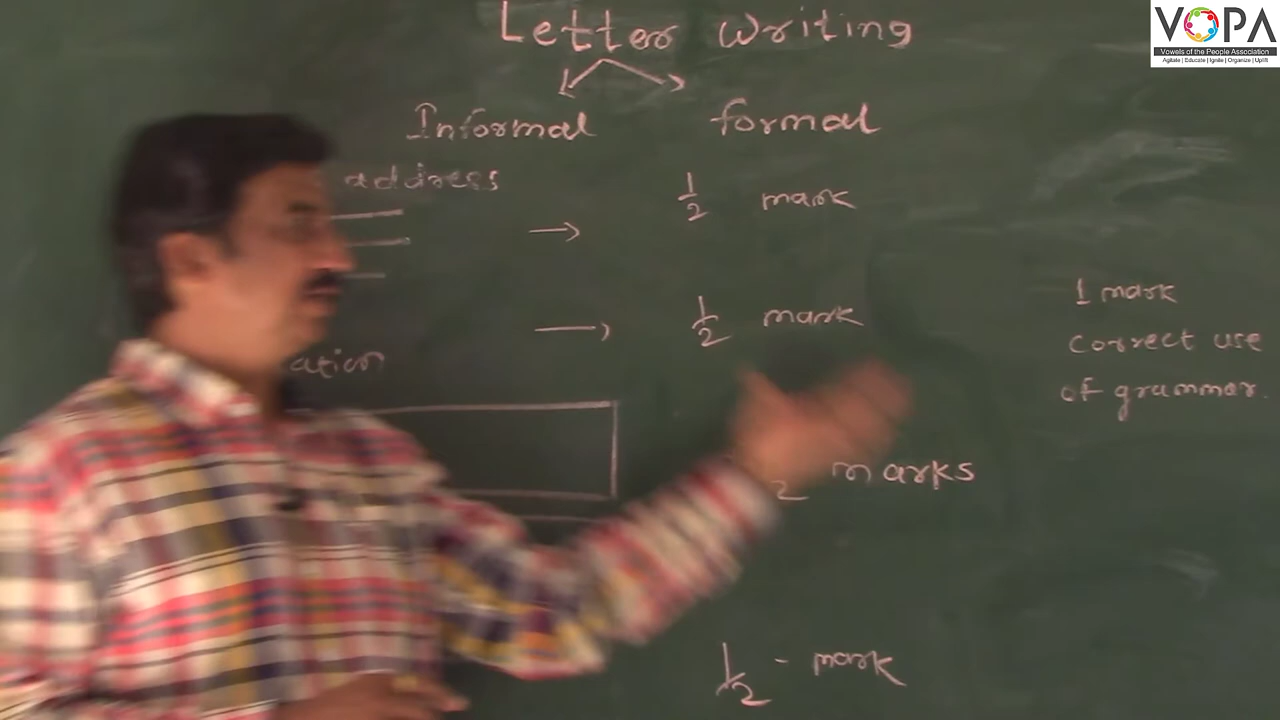 Letter writing
Informal formal
address
1/2 mark
1/2 mark
1 mark
correct use
of grammar.
2 marks
1/2 - mark
VOPA
Vowels of the People Association
Agitate | Educate | Ignite | Organize | Uplift